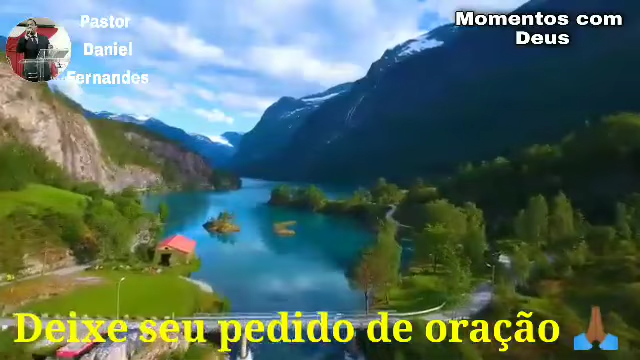 Pastor
Daniel
Fernandes
Momentos com
Deus
Deixe seu pedido de oração 🙏🏾